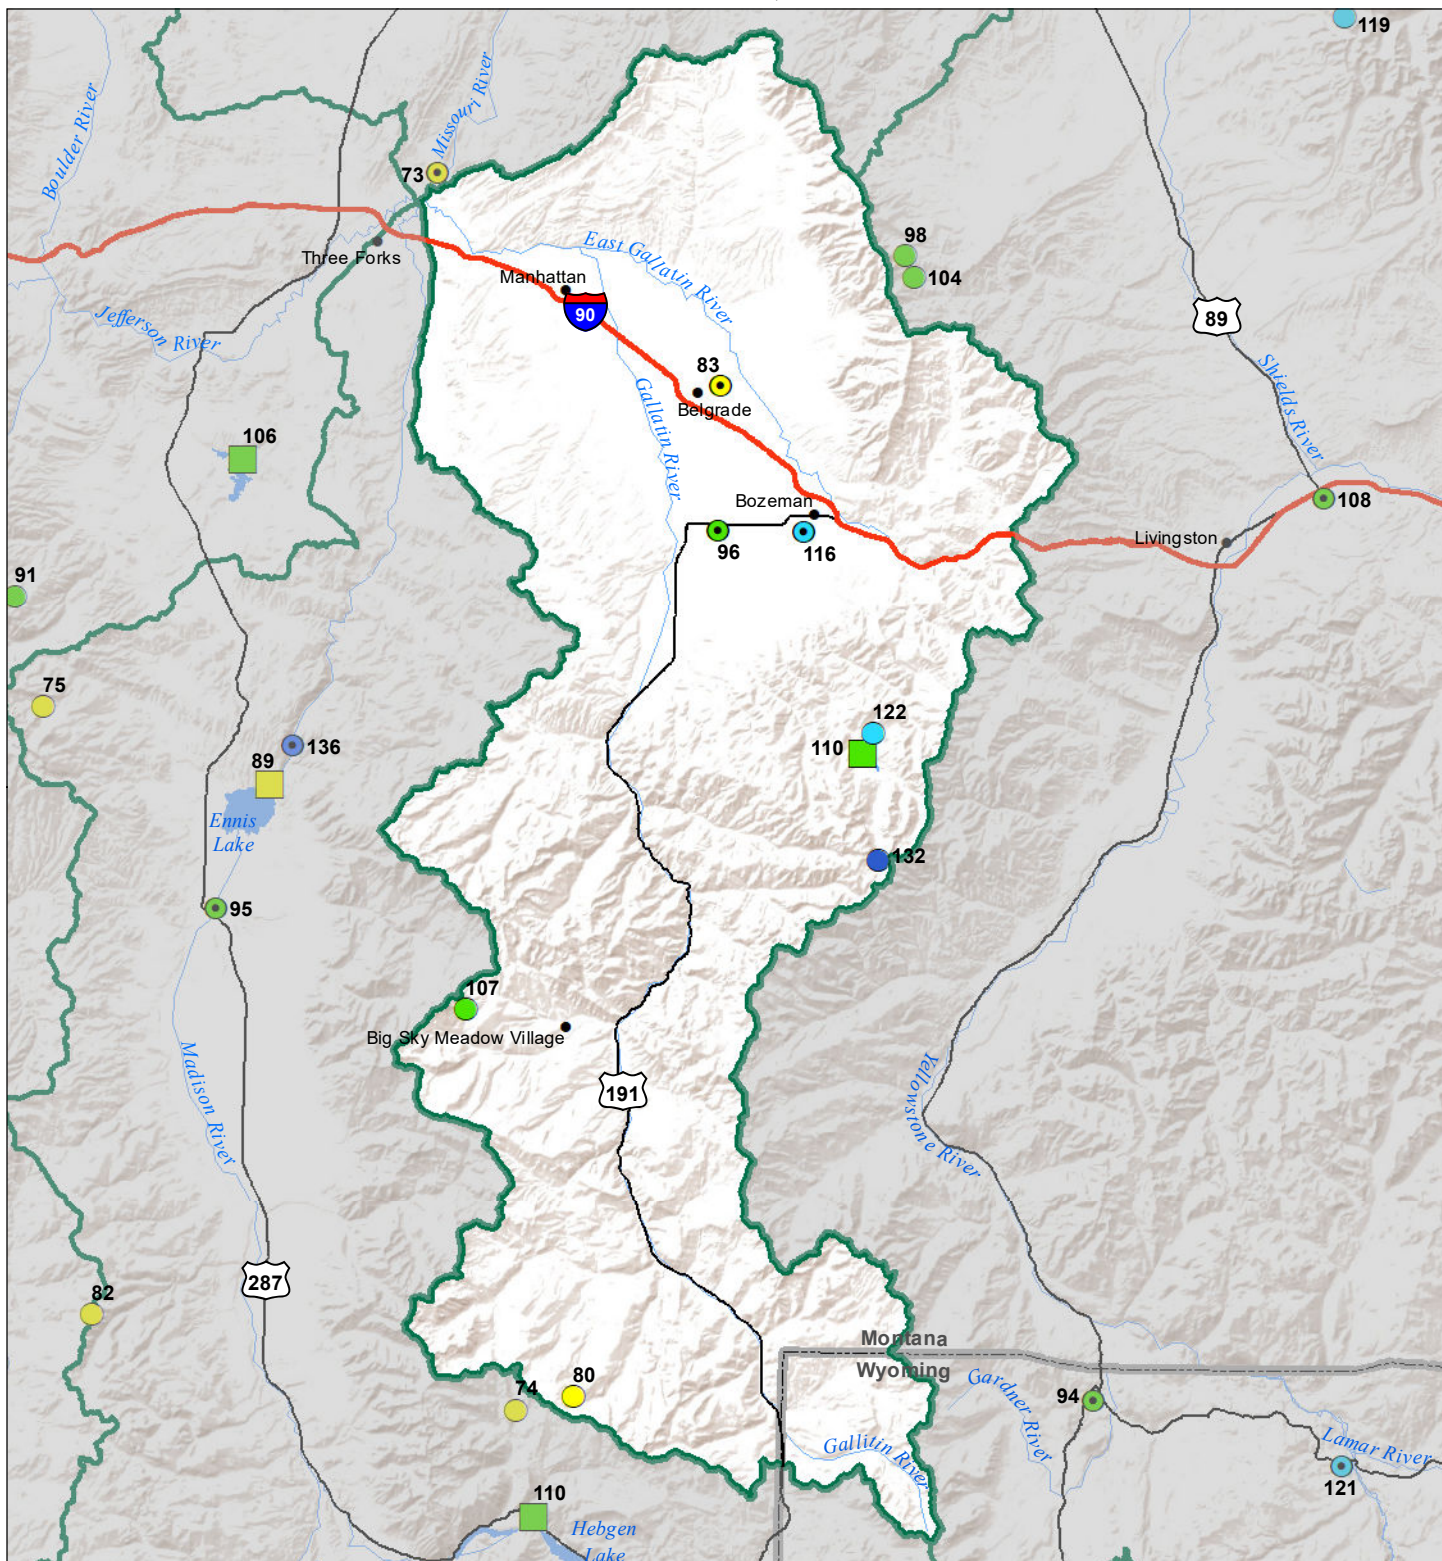 119
Missouri River
Boulder River
73
98
East Gallatin River
Three Forks
Manhattan
104
90
Jefferson River
89
83
Shields River
Gallatin River
Belgrade
106
Bozeman
108
Livingston
96
116
91
75
122
136
110
89
Ennis
Lake
132
95
107
Big Sky Meadow Village
Madison River
Yellowstone River
191
287
82
Montana
Wyoming
80
74
Gardner River
94
Gallitin River
Lamar River
121
110
Hebgen
Lake